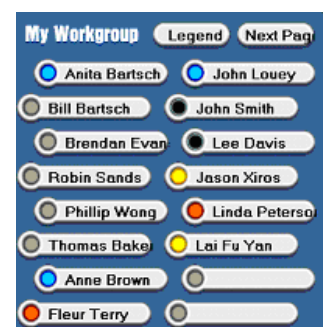 My Workgroup Legend Next Pag
Anita Bartsch John Louey
Bill Bartsch John Smith
Brendan Evan Lee Davis
Robin Sands Jason Xiros
Phillip Wong Linda Peterso
Thomas Bake Lai Fu Yan
Anne Brown
Fleur Terry